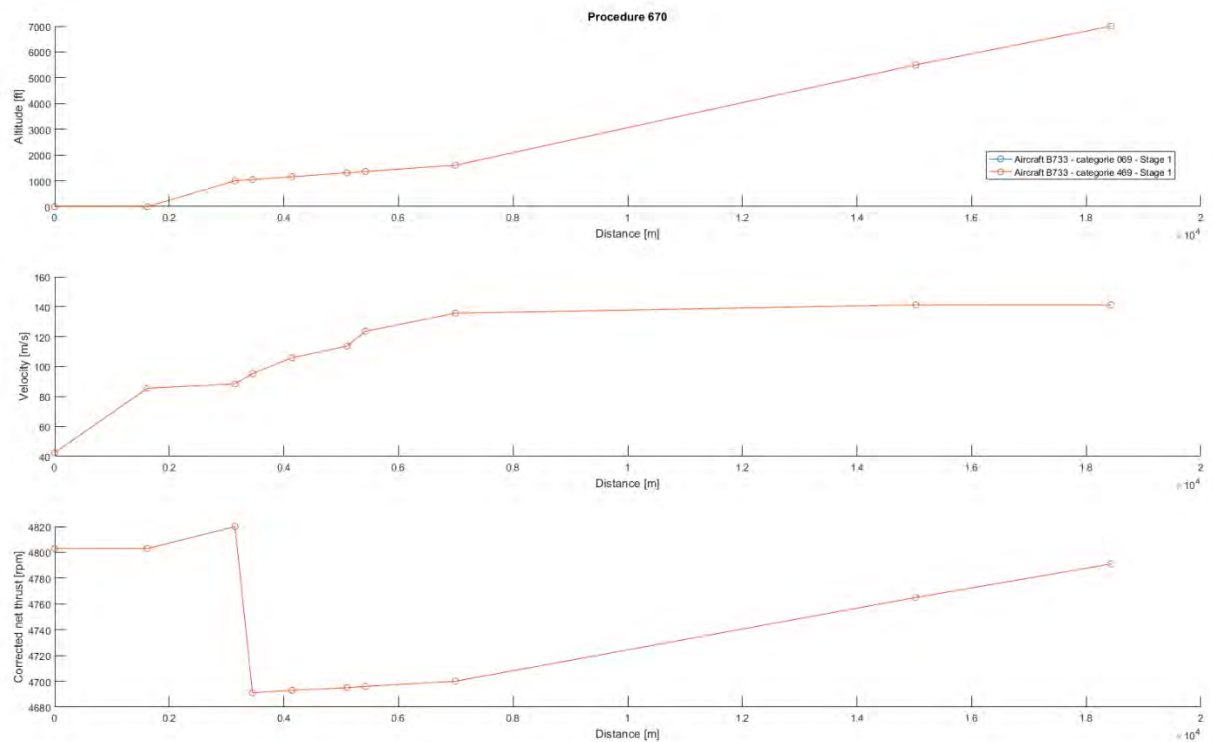 Procedure 670
7000
6000
5000
4000
3000
2000
1000
0
Altitude [ft]
Aircraft B733 - categorie 069 - Stage 1
Aircraft B733 - categorie 469 - Stage 1
0 0.2 0.4 0.6 0.8 1 1.2 1.4 1.6 1.8 2
Distance [m]
×10^4
160
140
120
100
80
60
40
Velocity [m/s]
0 0.2 0.4 0.6 0.8 1 1.2 1.4 1.6 1.8 2
Distance [m]
×10^4
4820
4800
4780
4760
4740
4720
4700
4680
Corrected net thrust [rpm]
0 0.2 0.4 0.6 0.8 1 1.2 1.4 1.6 1.8 2
Distance [m]
×10^4